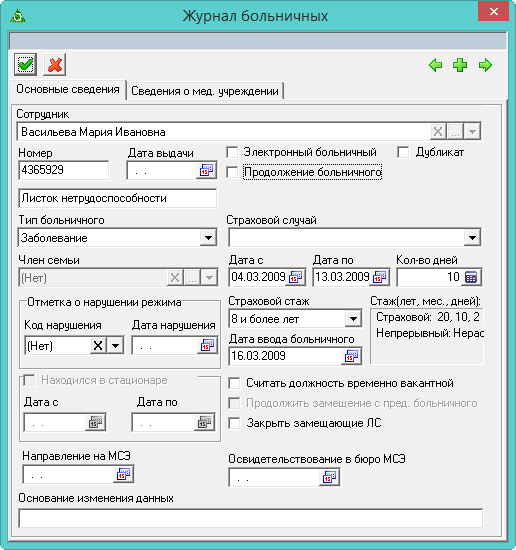 Журнал больничных
Основные сведения
Сведения о мед. учреждении
Сотрудник
Васильева Мария Ивановна
Номер
Дата выдачи
Электронный больничный
Дубликат
4365929
. .
Продолжение больничного
Листок нетрудоспособности
Тип больничного
Страховой случай
Заболевание
Член семьи
Дата с
Дата по
Кол-во дней
(Нет)
04.03.2009
13.03.2009
10
Отметка о нарушении режима
Страховой стаж
Стаж(лет, мес., дней):
Код нарушения
Дата нарушения
8 и более лет
Страховой: 20, 10, 2
Непрерывный: Нерас
(Нет)
. .
Дата ввода больничного
16.03.2009
Находился в стационаре
Считать должность временно вакантной
Дата с
Дата по
Продолжить замещение с пред. больничного
. .
. .
Закрыть замещающие ЛС
Направление на МСЭ
Освидетельствование в бюро МСЭ
. .
. .
Основание изменения данных